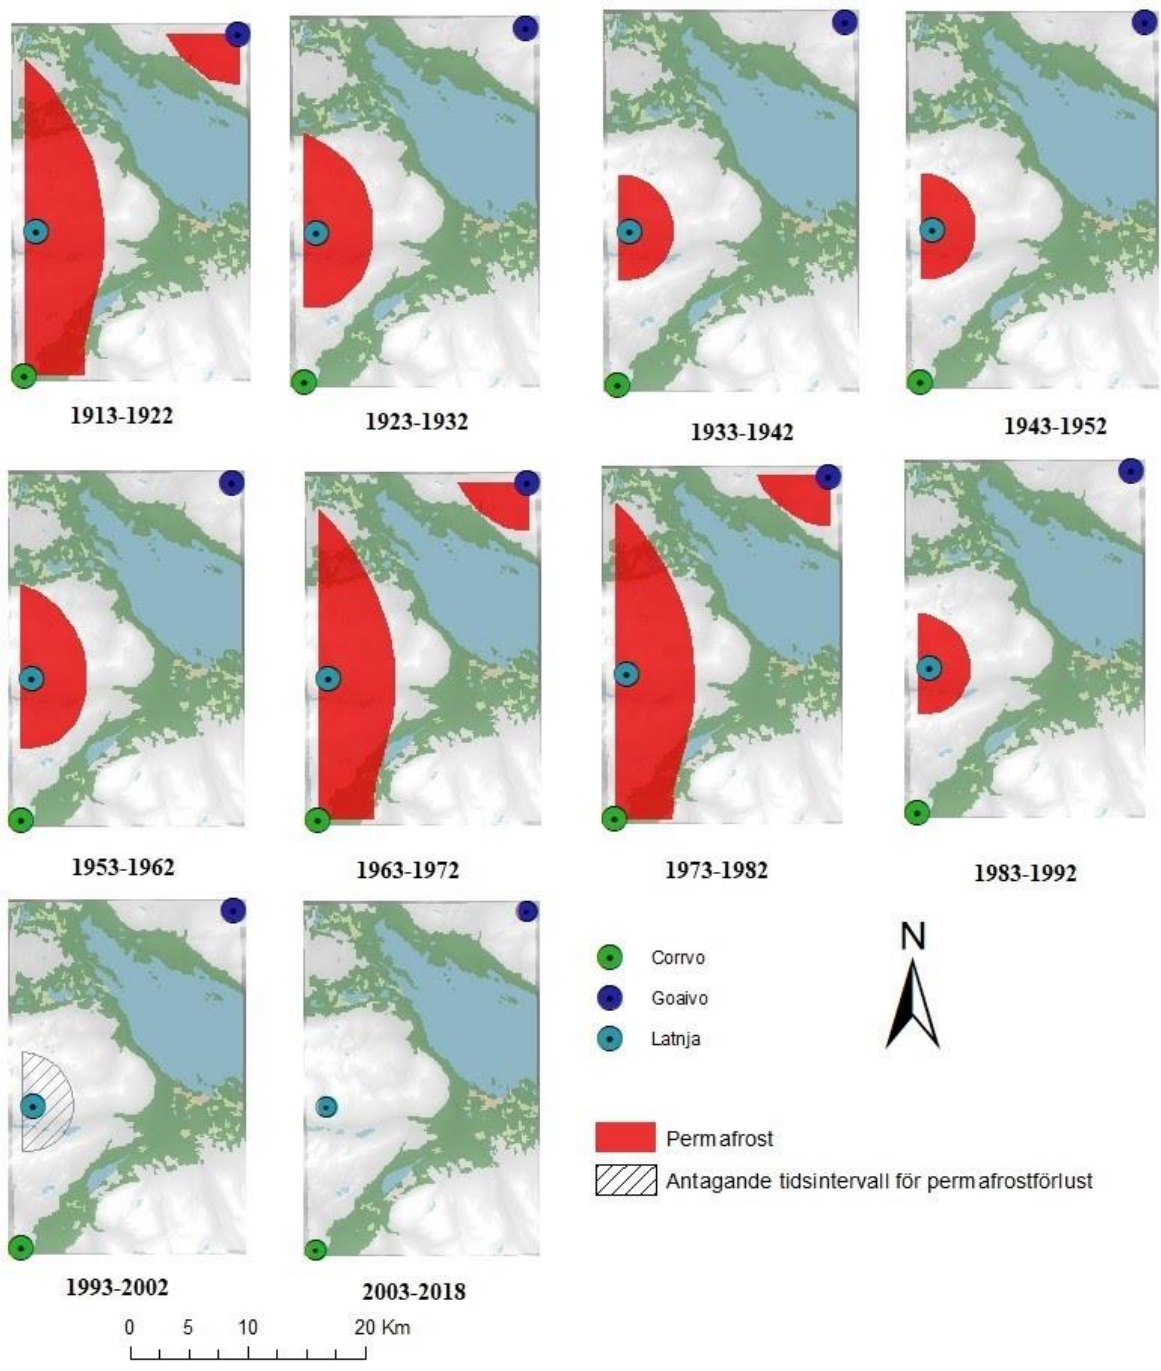 1913-1922
1923-1932
1933-1942
1943-1952
1953-1962
1963-1972
1973-1982
1983-1992
Corrvo
Goaivo
Latnja
N
Permafrost
Antagande tidsintervall för permafrostförlust
1993-2002
2003-2018
0 5 10 20 Km